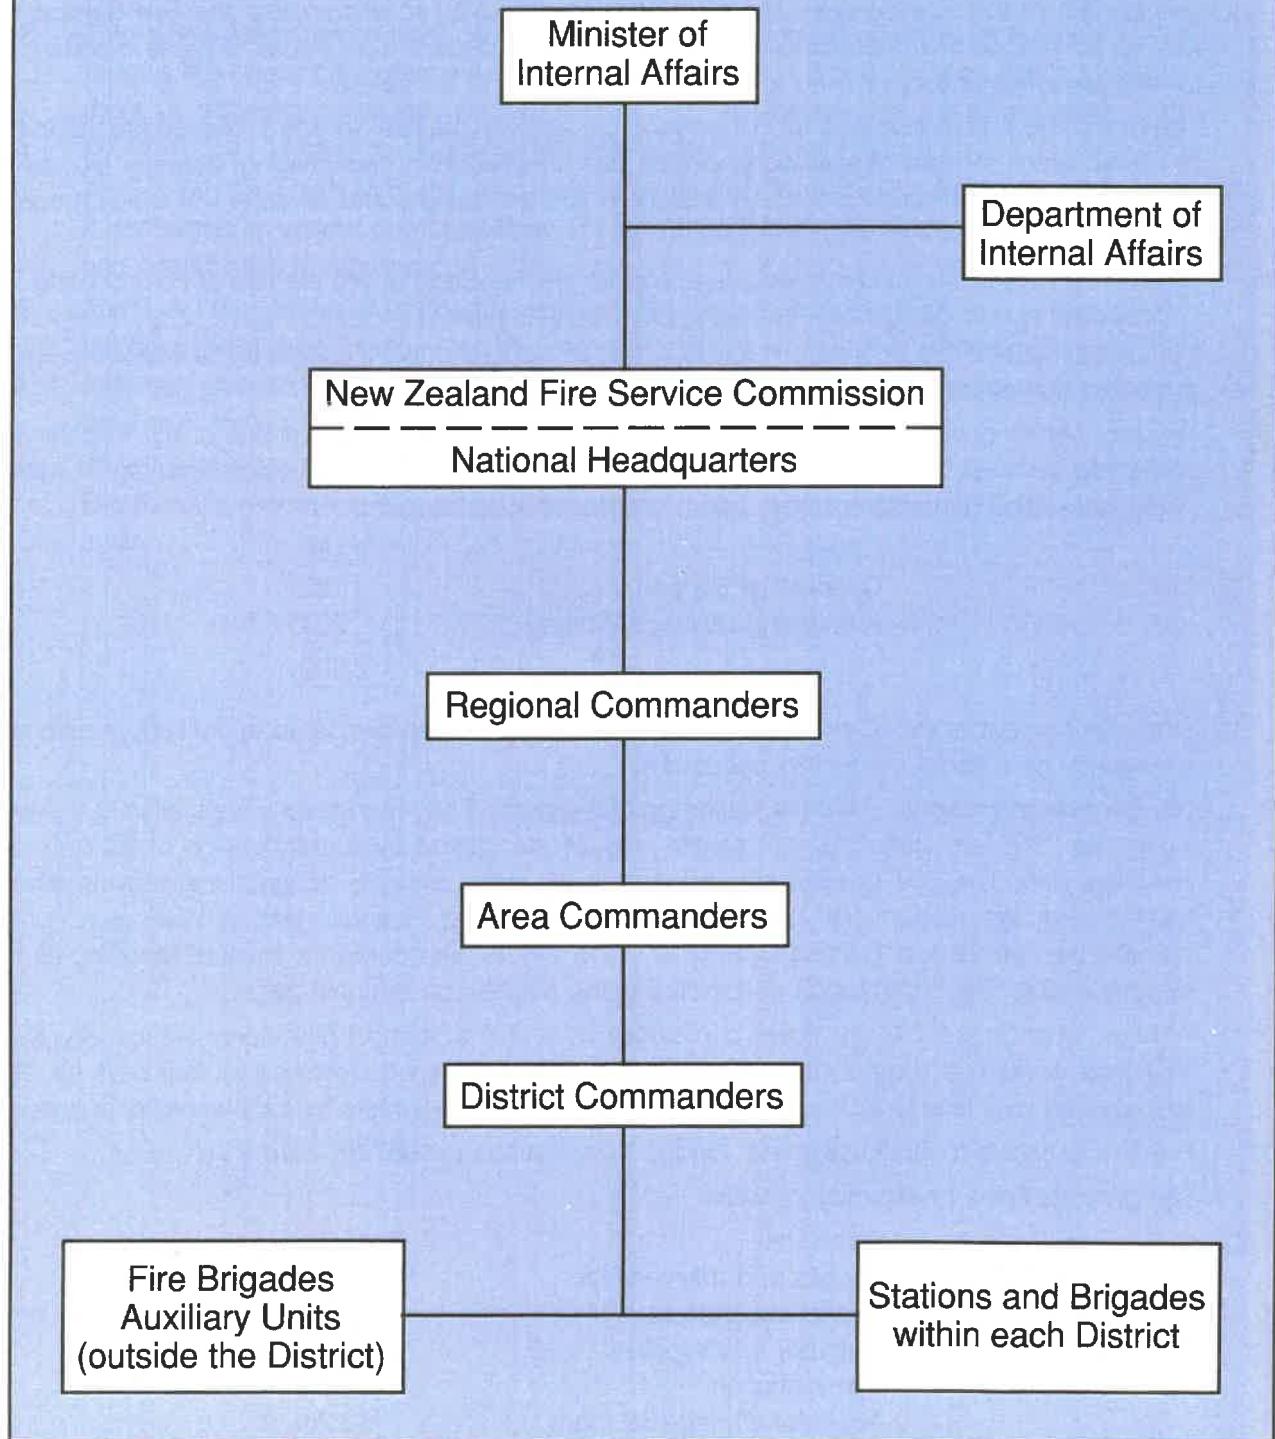 Minister of
Internal Affairs
Department of
Internal Affairs
New Zealand Fire Service Commission
National Headquarters
Regional Commanders
Area Commanders
District Commanders
Fire Brigades
Auxiliary Units
(outside the District)
Stations and Brigades
within each District